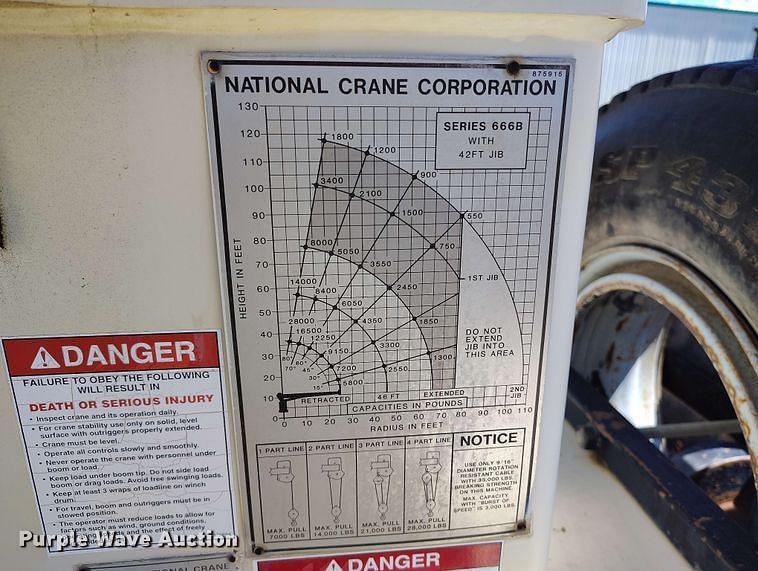 875915
NATIONAL CRANE CORPORATION
SERIES 666B
WITH
42FT JIB
130
120
110
100
90
80
70
60
50
40
30
20
10
HEIGHT IN FEET
1800
1200
900
550
3400
2100
1500
750
8000
5050
3550
2450
1850
1300
14000
8400
6050
4350
3300
2550
28000
16500
12250
9150
7200
5800
80°
70°
60°
45°
30°
15°
1ST JIB
DO NOT
EXTEND
JIB INTO
THIS AREA
RETRACTED
46 FT
EXTENDED
2ND
JIB
CAPACITIES IN POUNDS
0 10 20 30 40 50 60 70 80 90 100 110
RADIUS IN FEET
1 PART LINE
MAX. PULL
7000 LBS
2 PART LINE
MAX. PULL
14,000 LBS
3 PART LINE
MAX. PULL
21,000 LBS
4 PART LINE
MAX. PULL
28,000 LBS
NOTICE
USE ONLY 9/16"
DIAMETER ROTATION
RESISTANT CABLE
WITH 35,000 LBS.
BREAKING STRENGTH
ON THIS MACHINE.
MAX. CAPACITY
WITH "BURST OF
SPEED" IS 3,000 LBS.
DANGER
FAILURE TO OBEY THE FOLLOWING
WILL RESULT IN
DEATH OR SERIOUS INJURY
• Inspect crane and its operation daily.
• For crane stability use only on solid, level
surface with outriggers properly extended.
• Crane must be level.
• Operate all controls slowly and smoothly.
• Never operate the crane with personnel under
boom or load.
• Keep load under boom tip. Do not side load
boom or drag loads. Avoid free swinging loads.
• Keep at least 3 wraps of loadline on winch
drum.
• For travel, boom and outriggers must be in
stowed position.
• The operator must reduce loads to allow for
factors such as wind, ground conditions,
and the effect of freely
Purple Wave Auction
NATIONAL CRANE
DANGER
SP 43